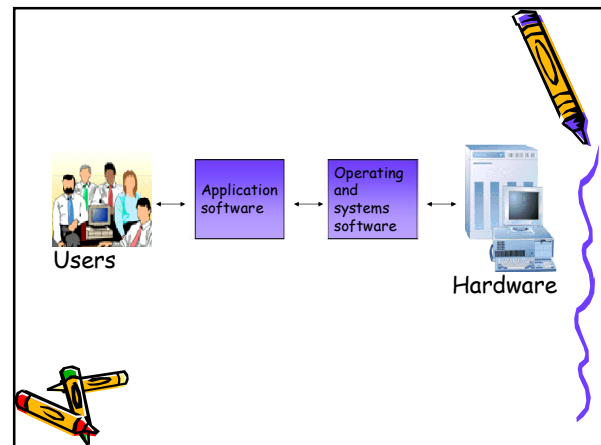 Users
Application
software
Operating
and
systems
software
Hardware